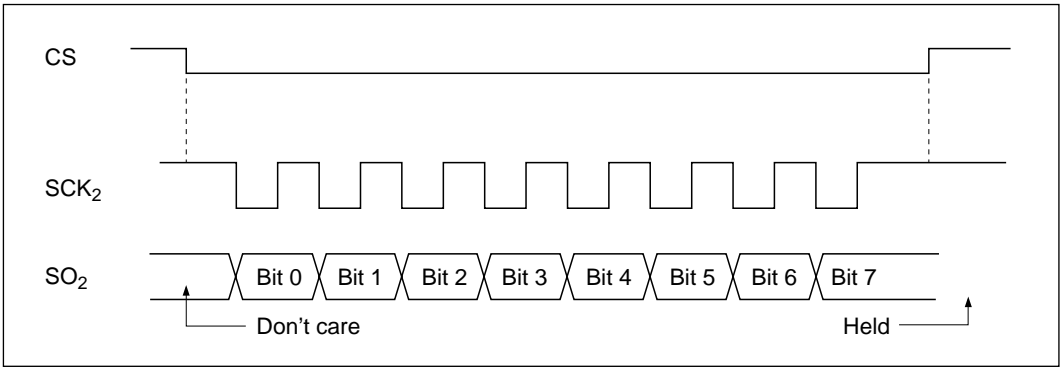 CS
SCK2
SO2
Bit 0 Bit 1 Bit 2 Bit 3 Bit 4 Bit 5 Bit 6 Bit 7
Don't care
Held